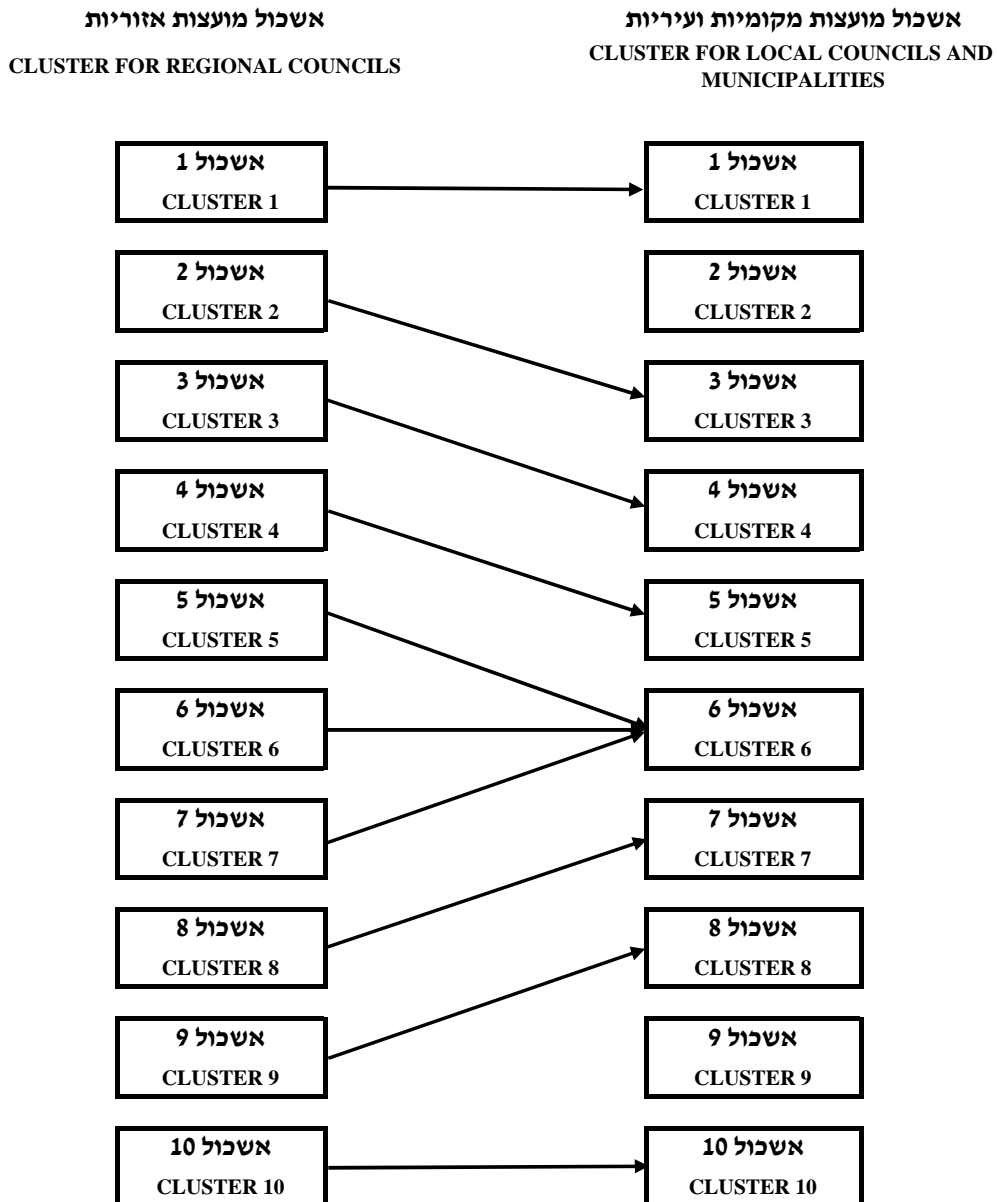 אשכול מועצות מקומיות ועיריות
CLUSTER FOR LOCAL COUNCILS AND
MUNICIPALITIES
אשכול מועצות אזוריות
CLUSTER FOR REGIONAL COUNCILS
אשכול 1
CLUSTER 1
אשכול 1
CLUSTER 1
אשכול 2
CLUSTER 2
אשכול 2
CLUSTER 2
אשכול 3
CLUSTER 3
אשכול 3
CLUSTER 3
אשכול 4
CLUSTER 4
אשכול 4
CLUSTER 4
אשכול 5
CLUSTER 5
אשכול 5
CLUSTER 5
אשכול 6
CLUSTER 6
אשכול 6
CLUSTER 6
אשכול 7
CLUSTER 7
אשכול 7
CLUSTER 7
אשכול 8
CLUSTER 8
אשכול 8
CLUSTER 8
אשכול 9
CLUSTER 9
אשכול 9
CLUSTER 9
אשכול 10
CLUSTER 10
אשכול 10
CLUSTER 10